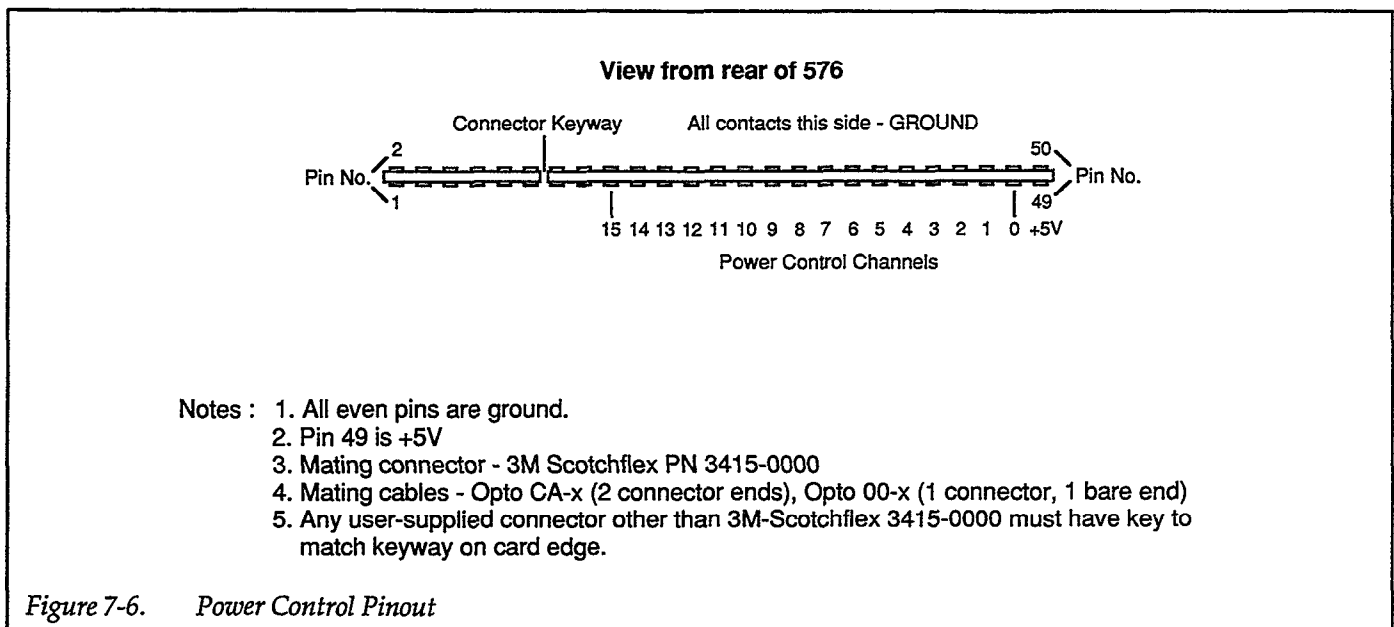 View from rear of 576
Connector Keyway
All contacts this side - GROUND
2
50
Pin No.
Pin No.
1
49
15 14 13 12 11 10 9 8 7 6 5 4 3 2 1 0 +5V
Power Control Channels
Notes : 1. All even pins are ground.
2. Pin 49 is +5V
3. Mating connector - 3M Scotchflex PN 3415-0000
4. Mating cables - Opto CA-x (2 connector ends), Opto 00-x (1 connector, 1 bare end)
5. Any user-supplied connector other than 3M-Scotchflex 3415-0000 must have key to
match keyway on card edge.
Figure 7-6. Power Control Pinout